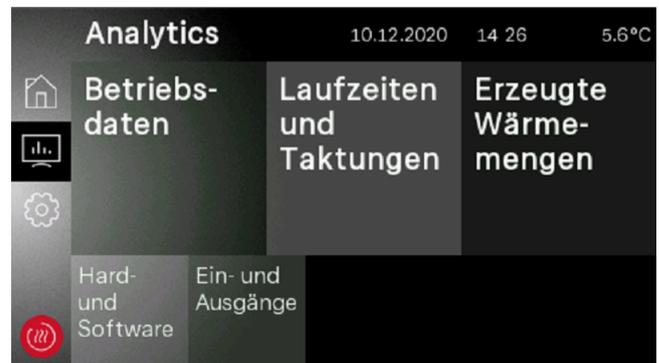 Analytics 10.12.2020 14 26 5.6°C
Betriebs-
daten
Laufzeiten
und
Taktungen
Erzeugte
Wärme-
mengen
Hard-
und
Software
Ein- und
Ausgänge